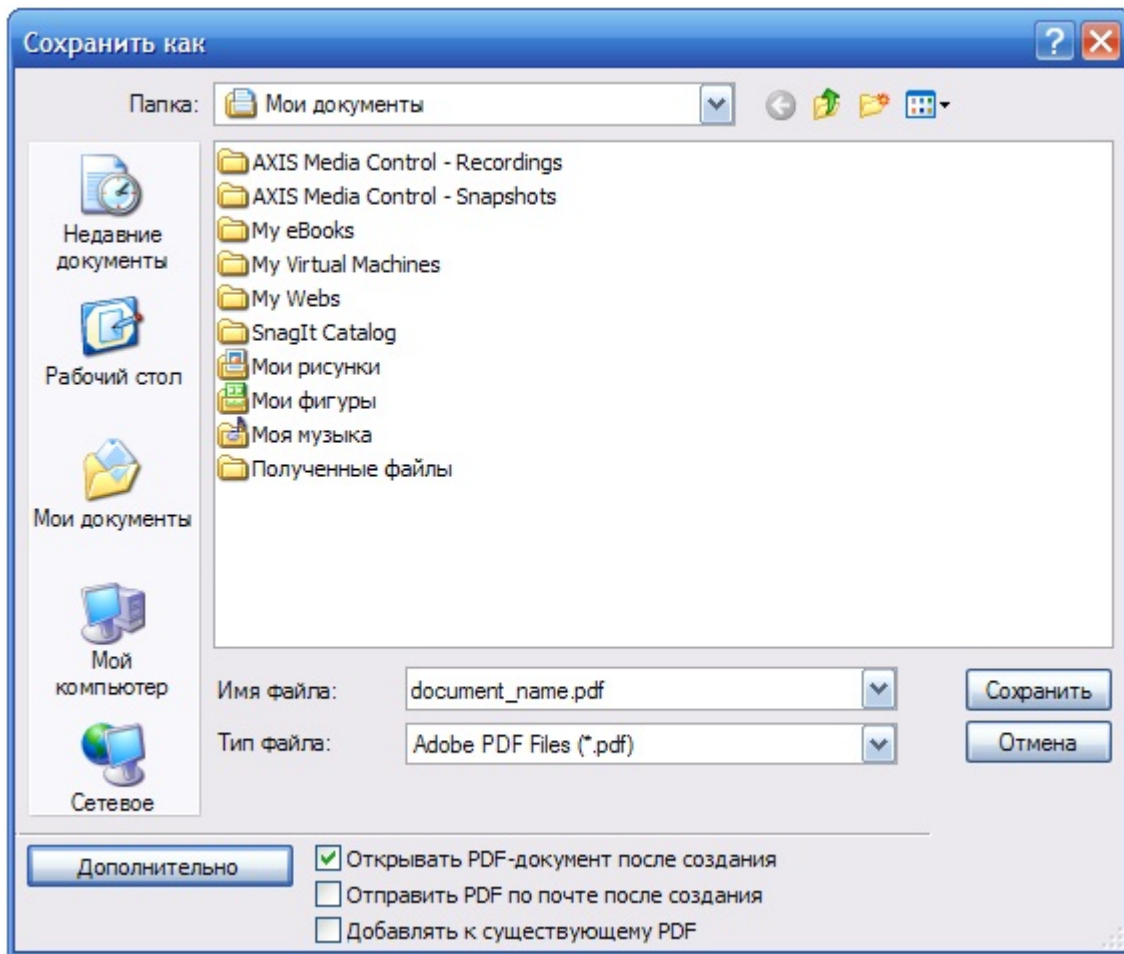 Сохранить как
Папка:
Мои документы
Недавние
документы
Рабочий стол
Мои документы
Мой
компьютер
Сетевое
AXIS Media Control - Recordings
AXIS Media Control - Snapshots
My eBooks
My Virtual Machines
My Webs
SnagIt Catalog
Мои рисунки
Мои фигуры
Моя музыка
Полученные файлы
Имя файла:
document_name.pdf
Сохранить
Тип файла:
Adobe PDF Files (*.pdf)
Отмена
Дополнительно
Открывать PDF-документ после создания
Отправить PDF по почте после создания
Добавлять к существующему PDF